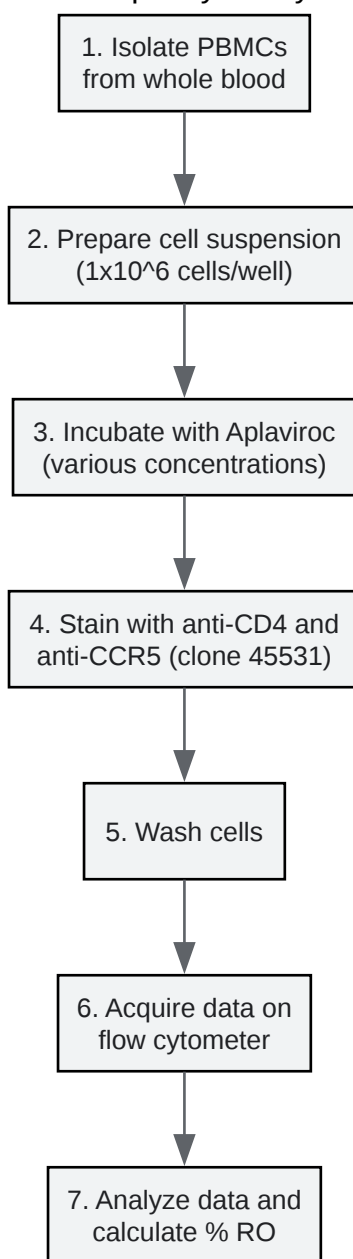 1. Isolate PBMCs
from whole blood
2. Prepare cell suspension
(1x10^6 cells/well)
3. Incubate with Aplaviroc
(various concentrations)
4. Stain with anti-CD4 and
anti-CCR5 (clone 45531)
5. Wash cells
6. Acquire data on
flow cytometer
7. Analyze data and
calculate % RO